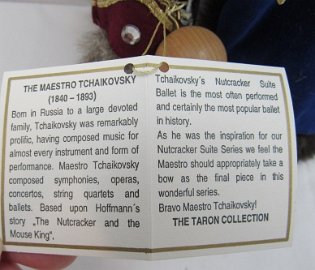 THE MAESTRO TCHAIKOVSKY
(1840 – 1893)
Born in Russia to a large devoted
family, Tchaikovsky was remarkably
prolific, having composed music for
almost every instrument and form of
performance. Maestro Tchaikovsky
composed symphonies, operas,
concertos, string quartets and
ballets. Based upon Hoffmann´s
story „The Nutcracker and the
Mouse King",
Tchaikovsky´s Nutcracker Suite
Ballet is the most often performed
and certainly the most popular ballet
in history.
As he was the inspiration for our
Nutcracker Suite Series we feel the
Maestro should appropriately take a
bow as the final piece in this
wonderful series.
Bravo Maestro Tchaikovsky!
THE TARON COLLECTION